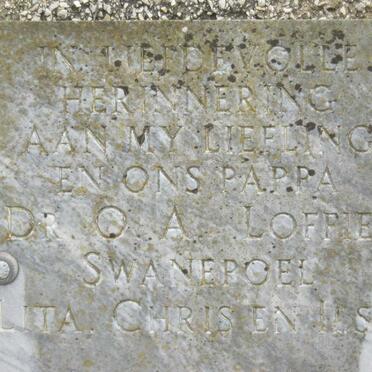 IN LIEFDEVOLLE
HERINNERING
AAN MY LIEFLING
EN ONS PAPPA
DR O A LOFFIE
SWANEPOEL
LITA, CHRIS EN